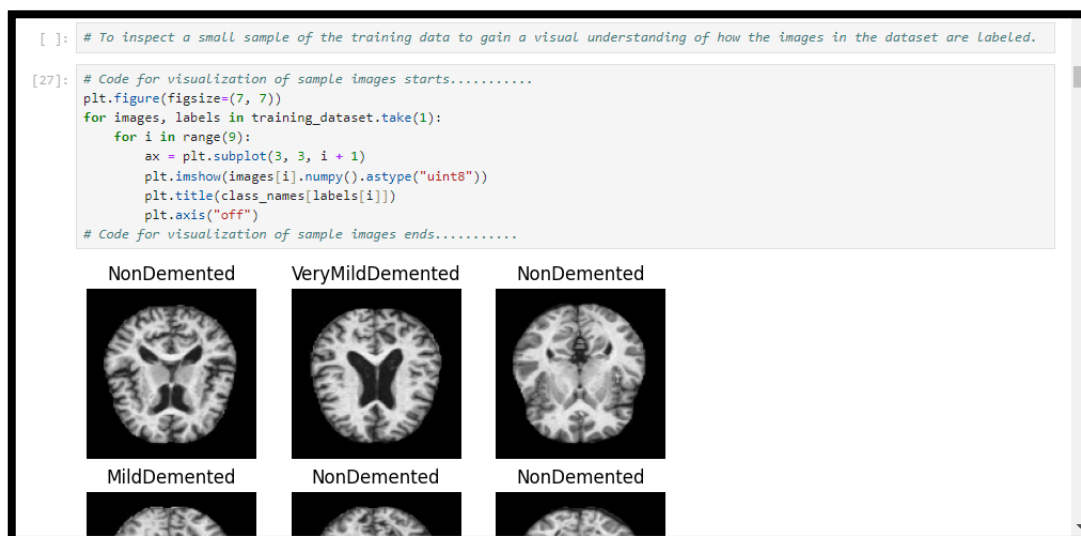 [ ]: # To inspect a small sample of the training data to gain a visual understanding of how the images in the dataset are labeled.
[27]: # Code for visualization of sample images starts...........
plt.figure(figsize=(7, 7))
for images, labels in training_dataset.take(1):
    for i in range(9):
        ax = plt.subplot(3, 3, i + 1)
        plt.imshow(images[i].numpy().astype("uint8"))
        plt.title(class_names[labels[i]])
        plt.axis("off")
# Code for visualization of sample images ends...........
NonDemented VeryMildDemented NonDemented
MildDemented NonDemented NonDemented